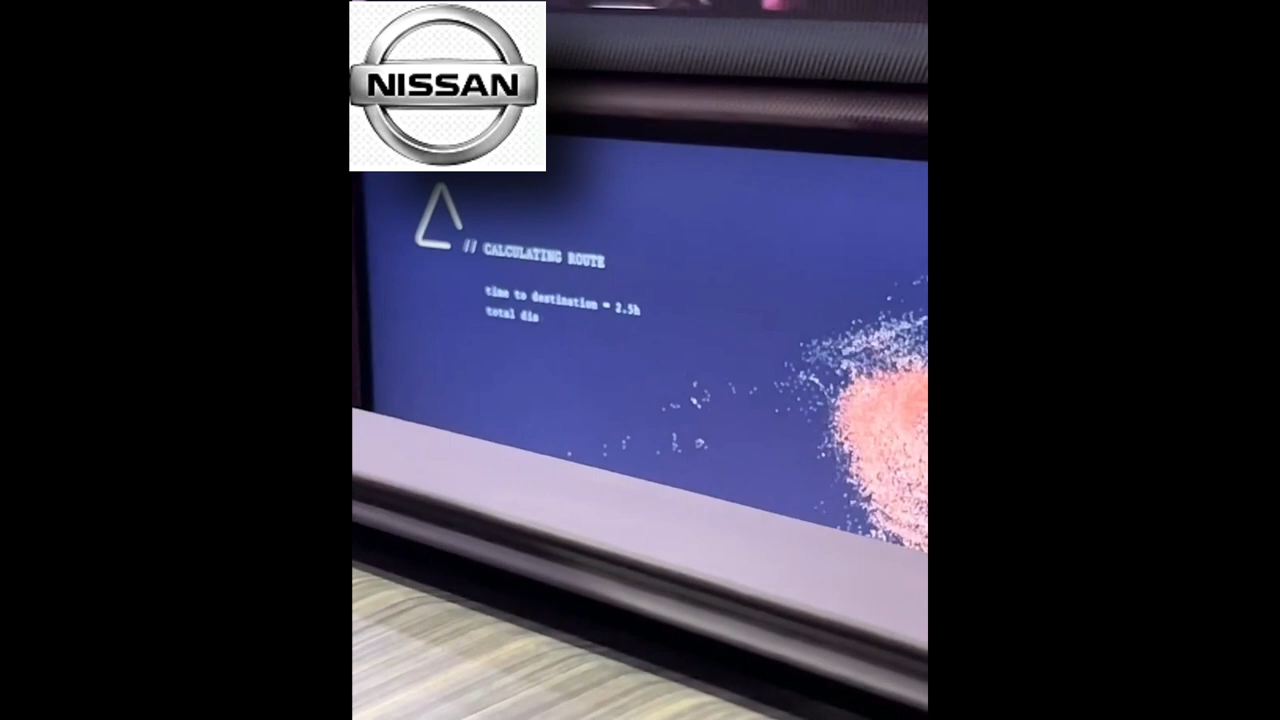 NISSAN
// CALCULATING ROUTE
time to destination = 2.5h
total dis